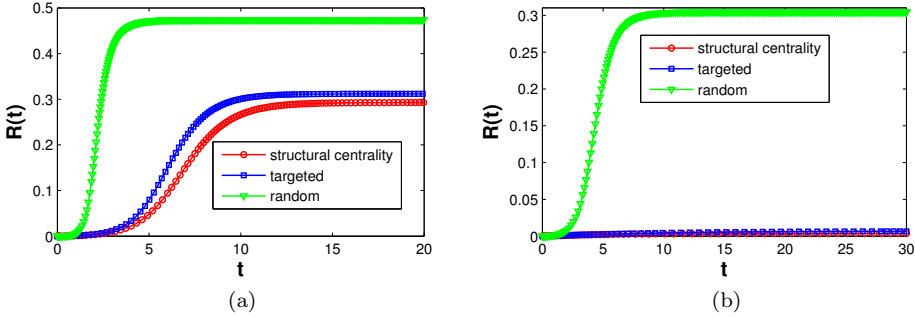 0.5
0.4
0.3
0.2
0.1
0
R(t)
0 5 10 15 20
t
structural centrality
targeted
random
(a)
0.3
0.25
0.2
0.15
0.1
0.05
0
R(t)
0 5 10 15 20 25 30
t
structural centrality
targeted
random
(b)